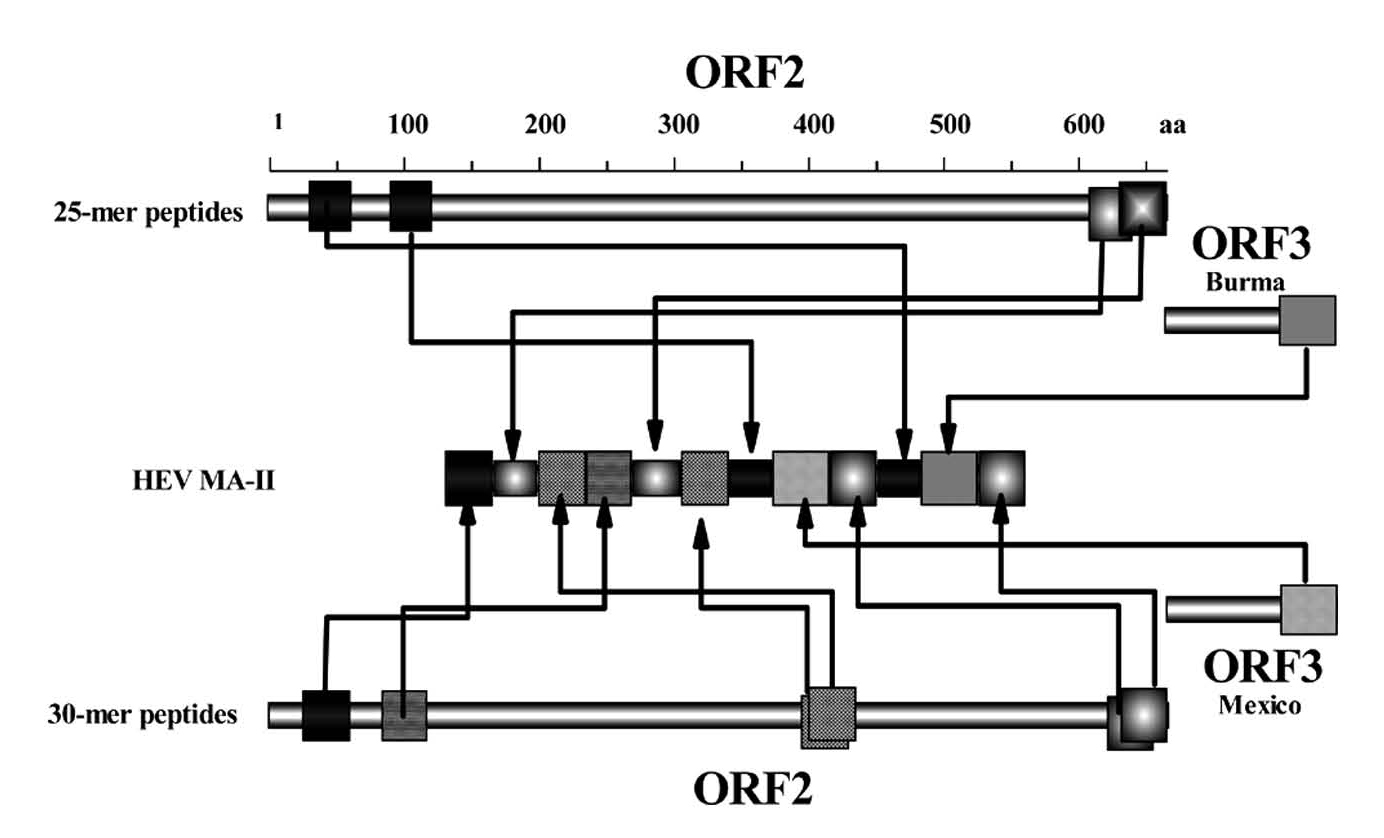 ORF2
1 100 200 300 400 500 600 aa
25-mer peptides
ORF3
Burma
HEV MA-II
ORF3
Mexico
30-mer peptides
ORF2